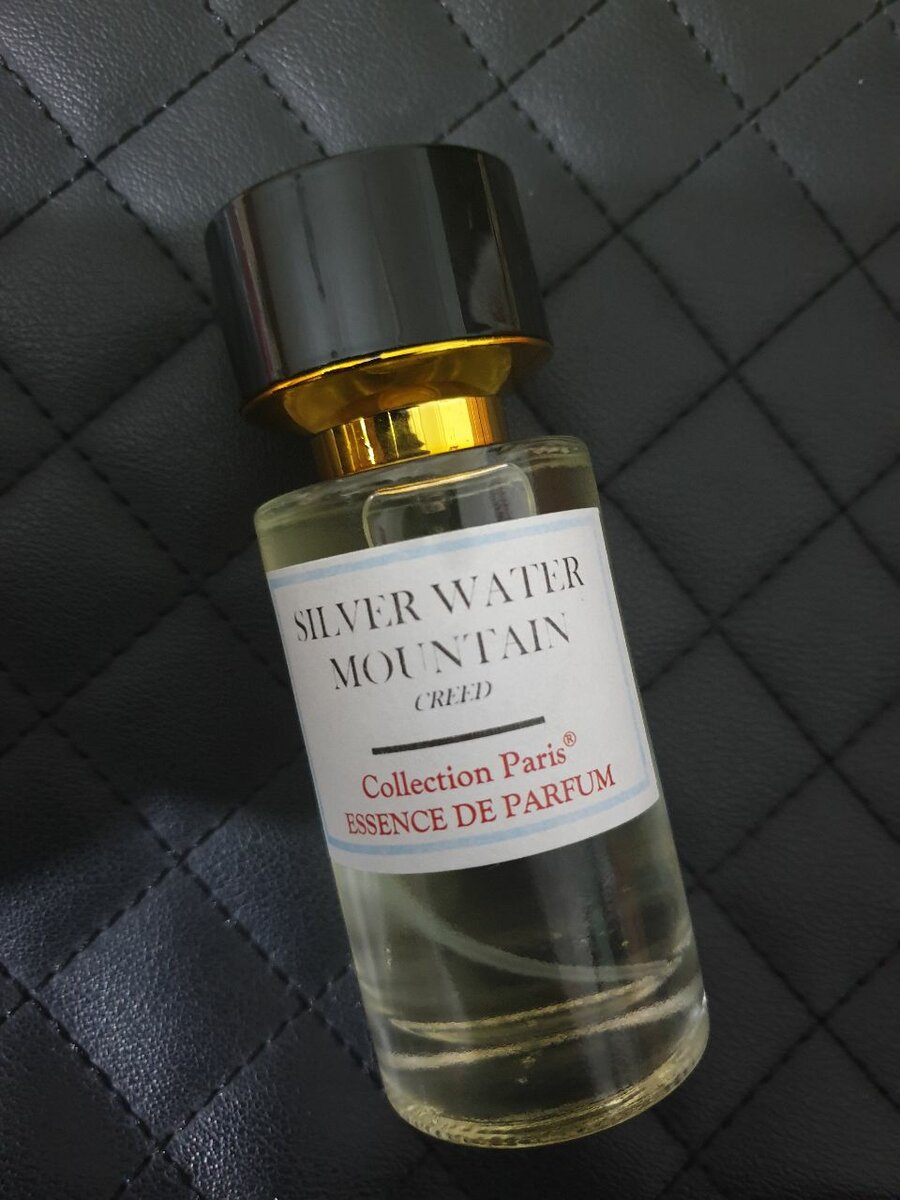 SILVER WATER
MOUNTAIN
CREED
Collection Paris®
ESSENCE DE PARFUM